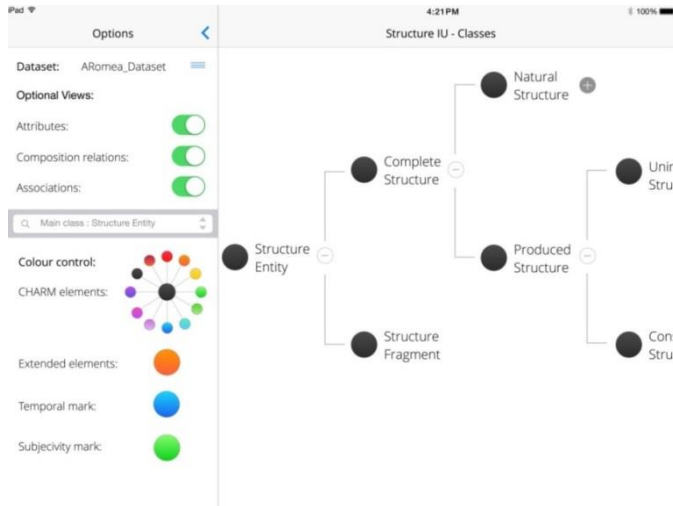 iPad
4:21PM
100%
Options
Structure IU - Classes
Dataset: ARomea_Dataset
Optional Views:
Attributes:
Composition relations:
Associations:
Main class : Structure Entity
Colour control:
CHARM elements:
Extended elements:
Temporal mark:
Subjecivity mark:
Natural
Structure
Complete
Structure
Structure
Entity
Produced
Structure
Structure
Fragment